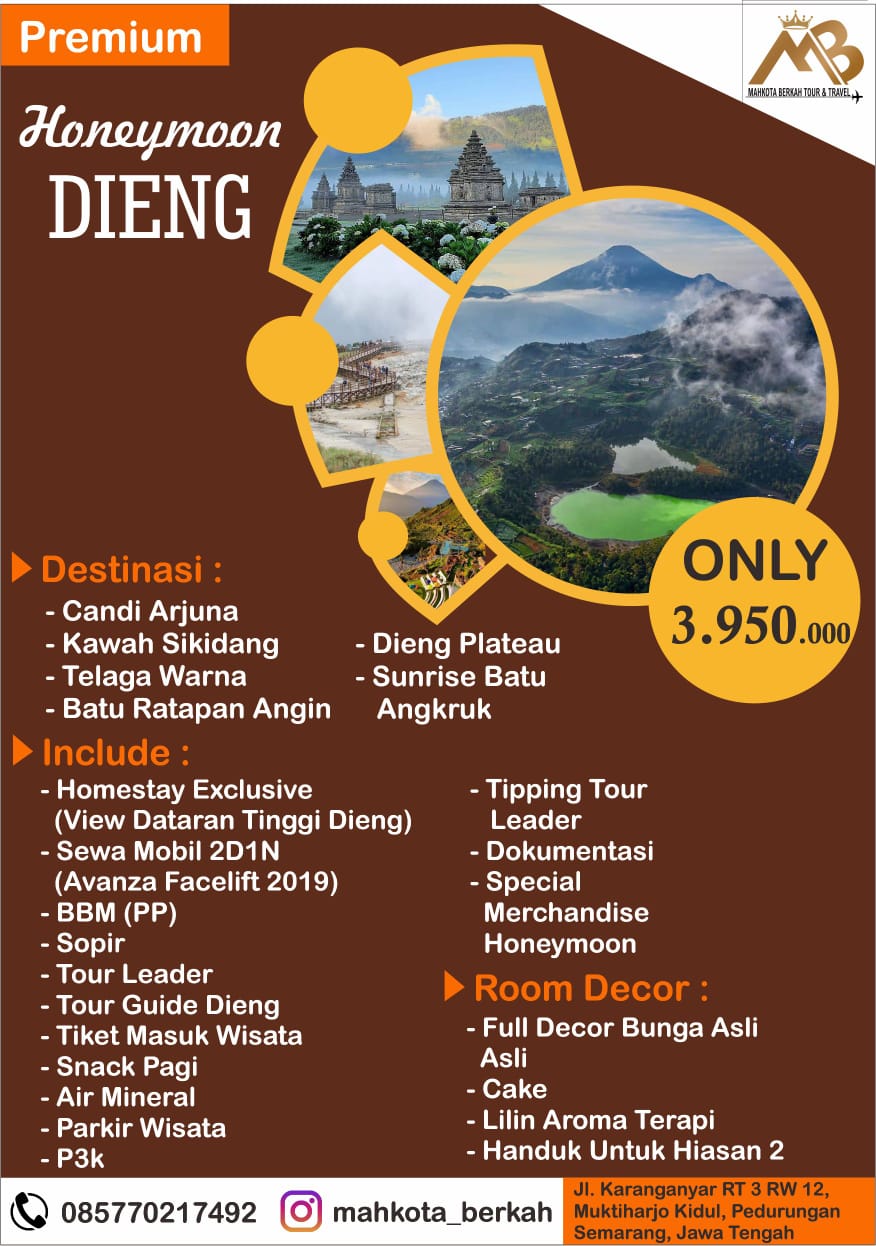 Premium
MB
MAHKOTA BERKAH TOUR & TRAVEL
Honeymoon
DIENG
ONLY
3.950.000
Destinasi :
- Candi Arjuna
- Kawah Sikidang
- Telaga Warna
- Batu Ratapan Angin
- Dieng Plateau
- Sunrise Batu
Angkruk
Include :
- Homestay Exclusive
(View Dataran Tinggi Dieng)
- Sewa Mobil 2D1N
(Avanza Facelift 2019)
- BBM (PP)
- Sopir
- Tour Leader
- Tour Guide Dieng
- Tiket Masuk Wisata
- Snack Pagi
- Air Mineral
- Parkir Wisata
- P3k
- Tipping Tour
Leader
- Dokumentasi
- Special
Merchandise
Honeymoon
Room Decor :
- Full Decor Bunga Asli
Asli
- Cake
- Lilin Aroma Terapi
- Handuk Untuk Hiasan 2
085770217492
mahkota_berkah
Jl. Karanganyar RT 3 RW 12,
Muktiharjo Kidul, Pedurungan
Semarang, Jawa Tengah